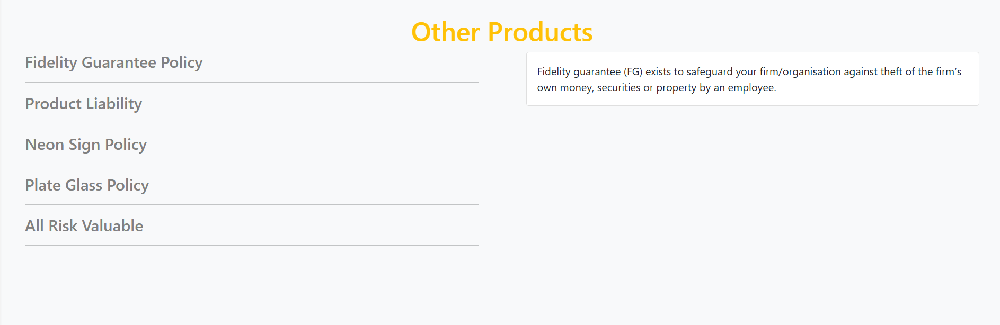 Other Products
Fidelity Guarantee Policy
Product Liability
Neon Sign Policy
Plate Glass Policy
All Risk Valuable
Fidelity guarantee (FG) exists to safeguard your firm/organisation against theft of the firm’s
own money, securities or property by an employee.